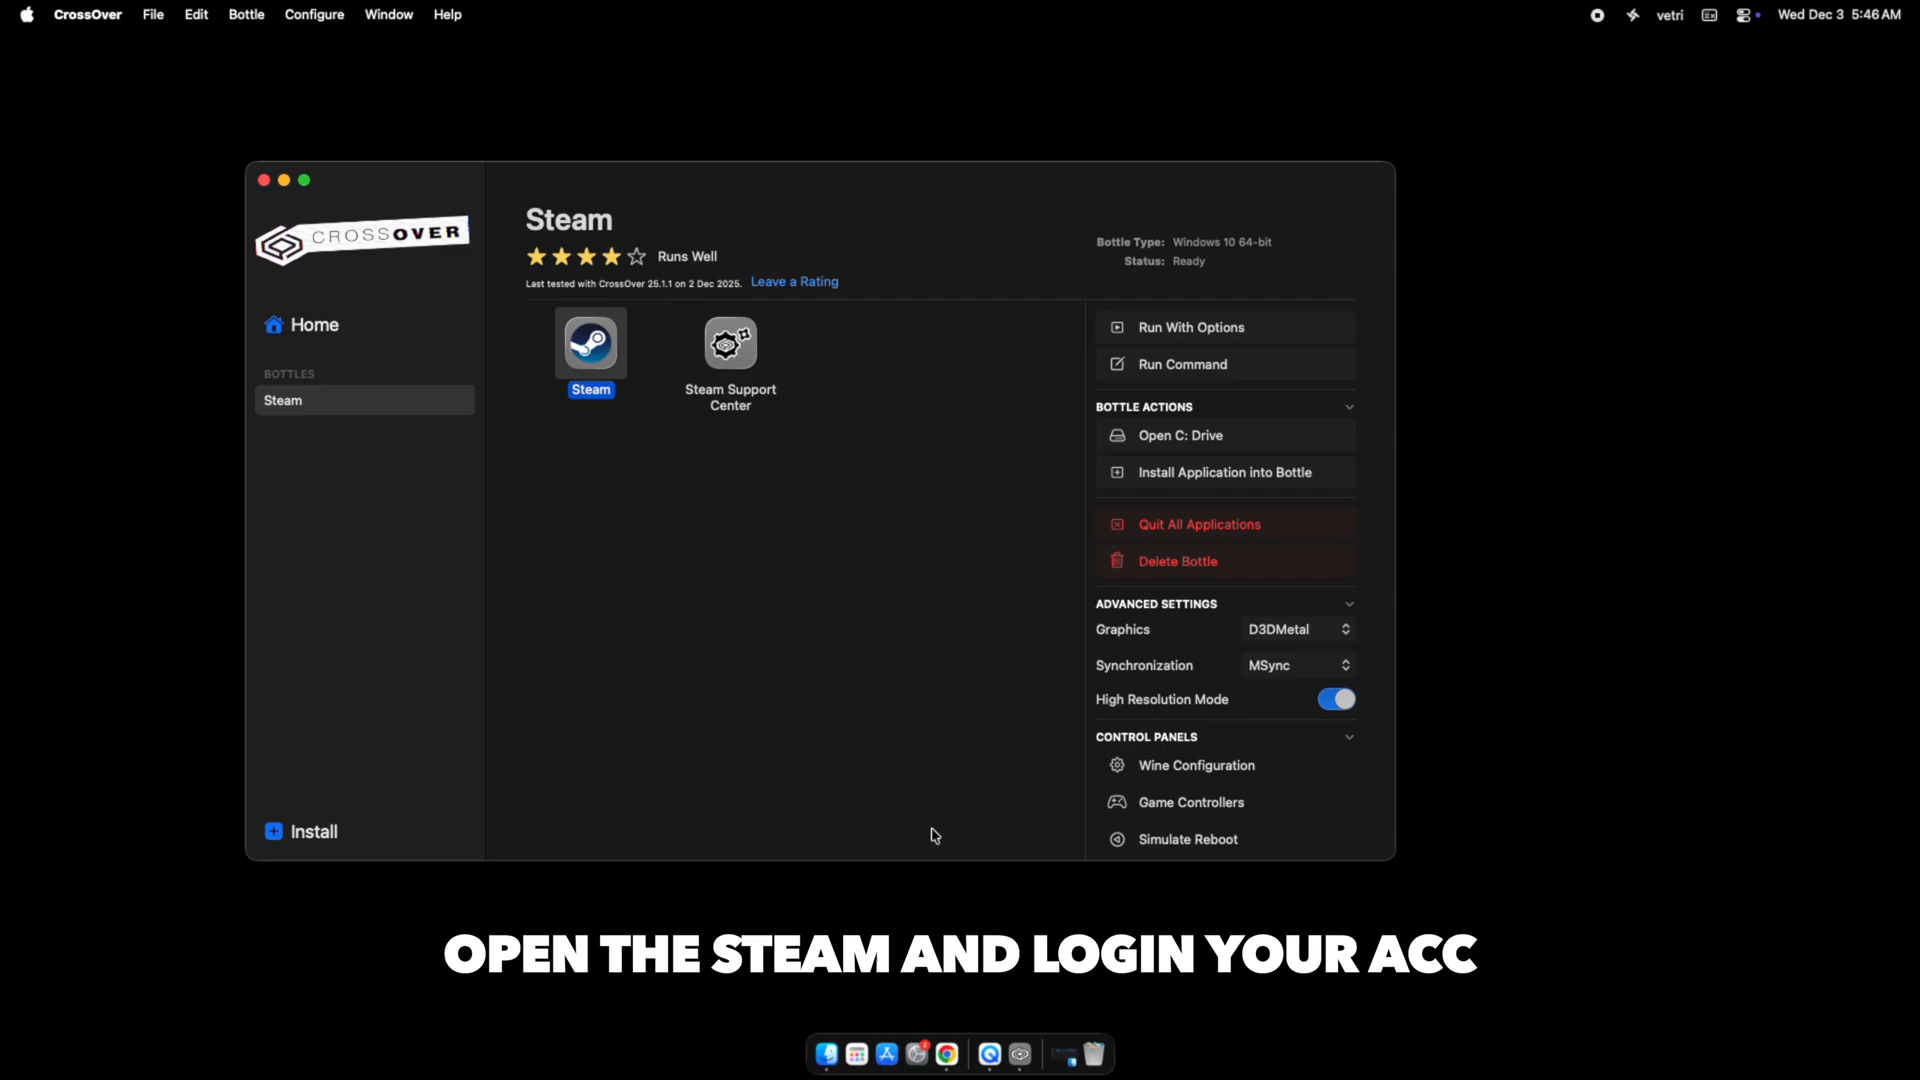 CrossOver File Edit Bottle Configure Window Help
vetri Wed Dec 3 5:46 AM
CROSSOVER
Home
BOTTLES
Steam
Install
Steam
Runs Well
Last tested with CrossOver 25.1.1 on 2 Dec 2025. Leave a Rating
Bottle Type: Windows 10 64-bit
Status: Ready
Steam
Steam Support
Center
Run With Options
Run Command
BOTTLE ACTIONS
Open C: Drive
Install Application into Bottle
Quit All Applications
Delete Bottle
ADVANCED SETTINGS
Graphics D3DMetal
Synchronization MSync
High Resolution Mode
CONTROL PANELS
Wine Configuration
Game Controllers
Simulate Reboot
OPEN THE STEAM AND LOGIN YOUR ACC
2